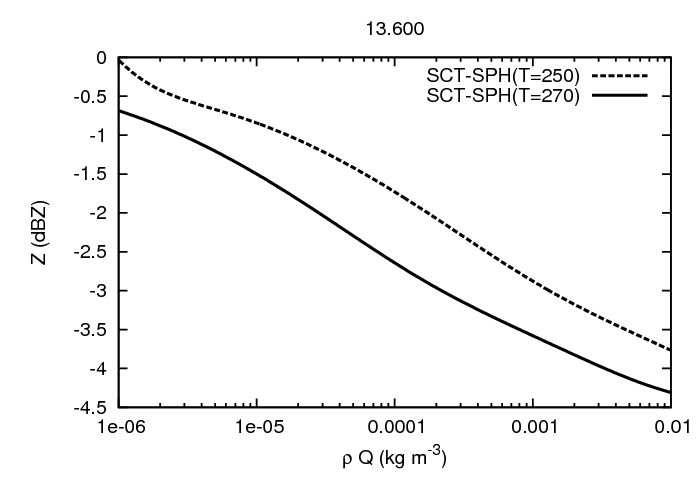 13.600
SCT-SPH(T=250)
SCT-SPH(T=270)
0
-0.5
-1
-1.5
-2
-2.5
-3
-3.5
-4
-4.5
Z (dBZ)
1e-06 1e-05 0.0001 0.001 0.01
ρ Q (kg m-3)